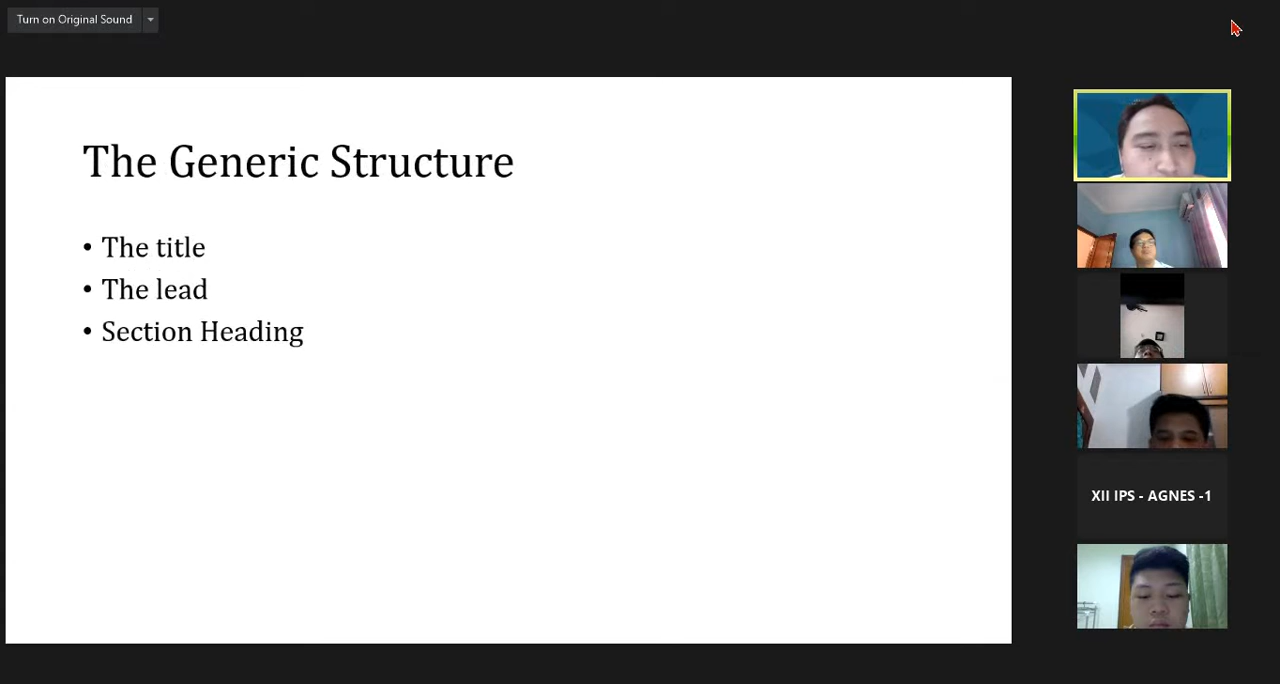 Turn on Original Sound
The Generic Structure
• The title
• The lead
• Section Heading
XII IPS - AGNES -1